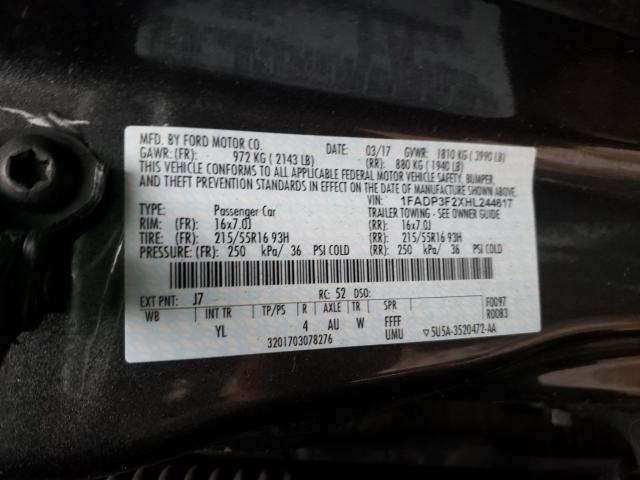 MFD. BY FORD MOTOR CO.
DATE: 03/17 GVWR: 1810 KG ( 3990 LB)
GAWR: (FR): 972 KG ( 2143 LB) (RR): 880 KG ( 1940 LB)
THIS VEHICLE CONFORMS TO ALL APPLICABLE FEDERAL MOTOR VEHICLE SAFETY, BUMPER,
AND THEFT PREVENTION STANDARDS IN EFFECT ON THE DATE OF MANUFACTURE SHOWN ABOVE.
VIN: 1FADP3F2XHL244617
TYPE: Passenger Car TRAILER TOWING - SEE OWNER GUIDE
RIM: (FR): 16x7.0J (RR): 16x7.0J
TIRE: (FR): 215/55R16 93H (RR): 215/55R16 93H
PRESSURE: (FR): 250 kPa/ 36 PSI COLD (RR): 250 kPa/ 36 PSI COLD
EXT PNT: J7 RC: 52 DSO:
WB INT TR TP/PS R AXLE TR SPR F0097
YL 4 AU W FFFF R0083
3201703078276 UMU 5U5A-3520472-AA